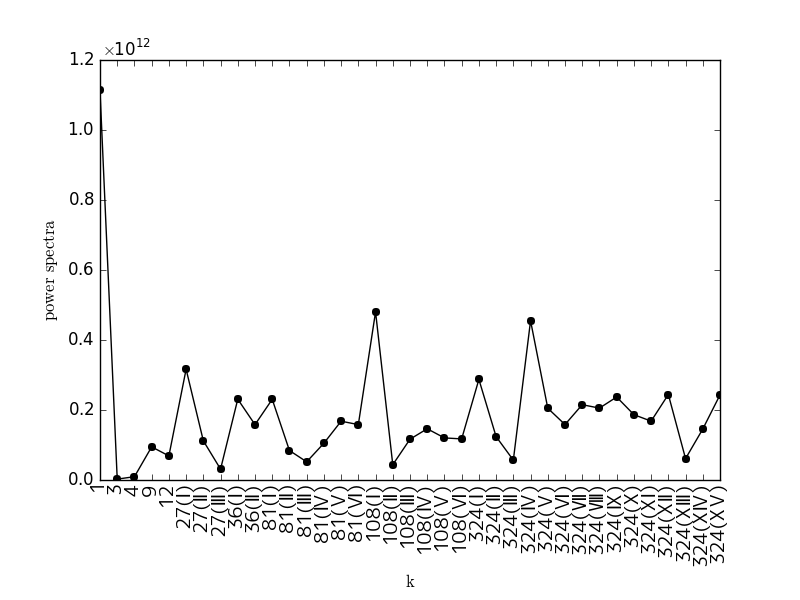 ×10¹²
1.2
1.0
0.8
0.6
0.4
0.2
0.0
power spectra
1
3
4
9
12
27(I)
27(II)
27(III)
36(I)
36(II)
81(I)
81(II)
81(III)
81(IV)
81(V)
81(VI)
108(I)
108(II)
108(III)
108(IV)
108(V)
108(VI)
324(I)
324(II)
324(III)
324(IV)
324(V)
324(VI)
324(VII)
324(VIII)
324(IX)
324(X)
324(XI)
324(XII)
324(XIII)
324(XIV)
324(XV)
k